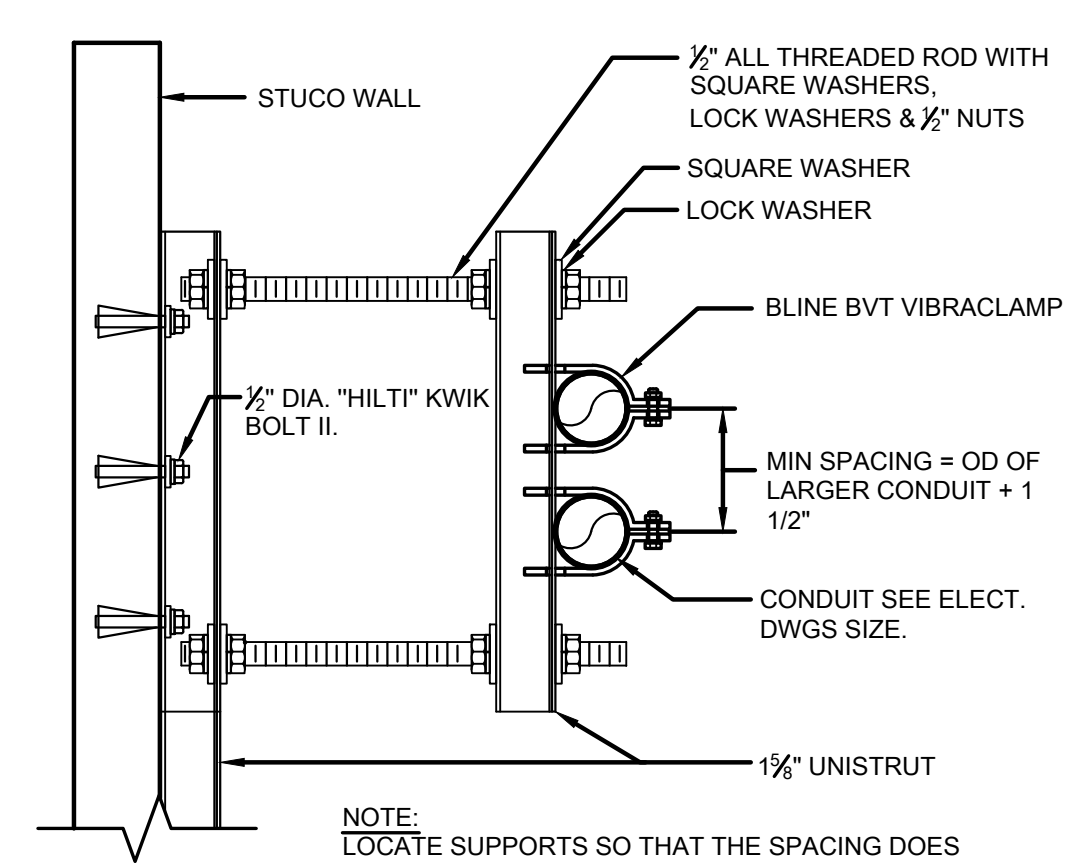 STUCO WALL
½" ALL THREADED ROD WITH
SQUARE WASHERS,
LOCK WASHERS & ½" NUTS
SQUARE WASHER
LOCK WASHER
BLINE BVT VIBRACLAMP
½" DIA. "HILTI" KWIK
BOLT II.
MIN SPACING = OD OF
LARGER CONDUIT + 1
1/2"
CONDUIT SEE ELECT.
DWGS SIZE.
1⅝" UNISTRUT
NOTE:
LOCATE SUPPORTS SO THAT THE SPACING DOES